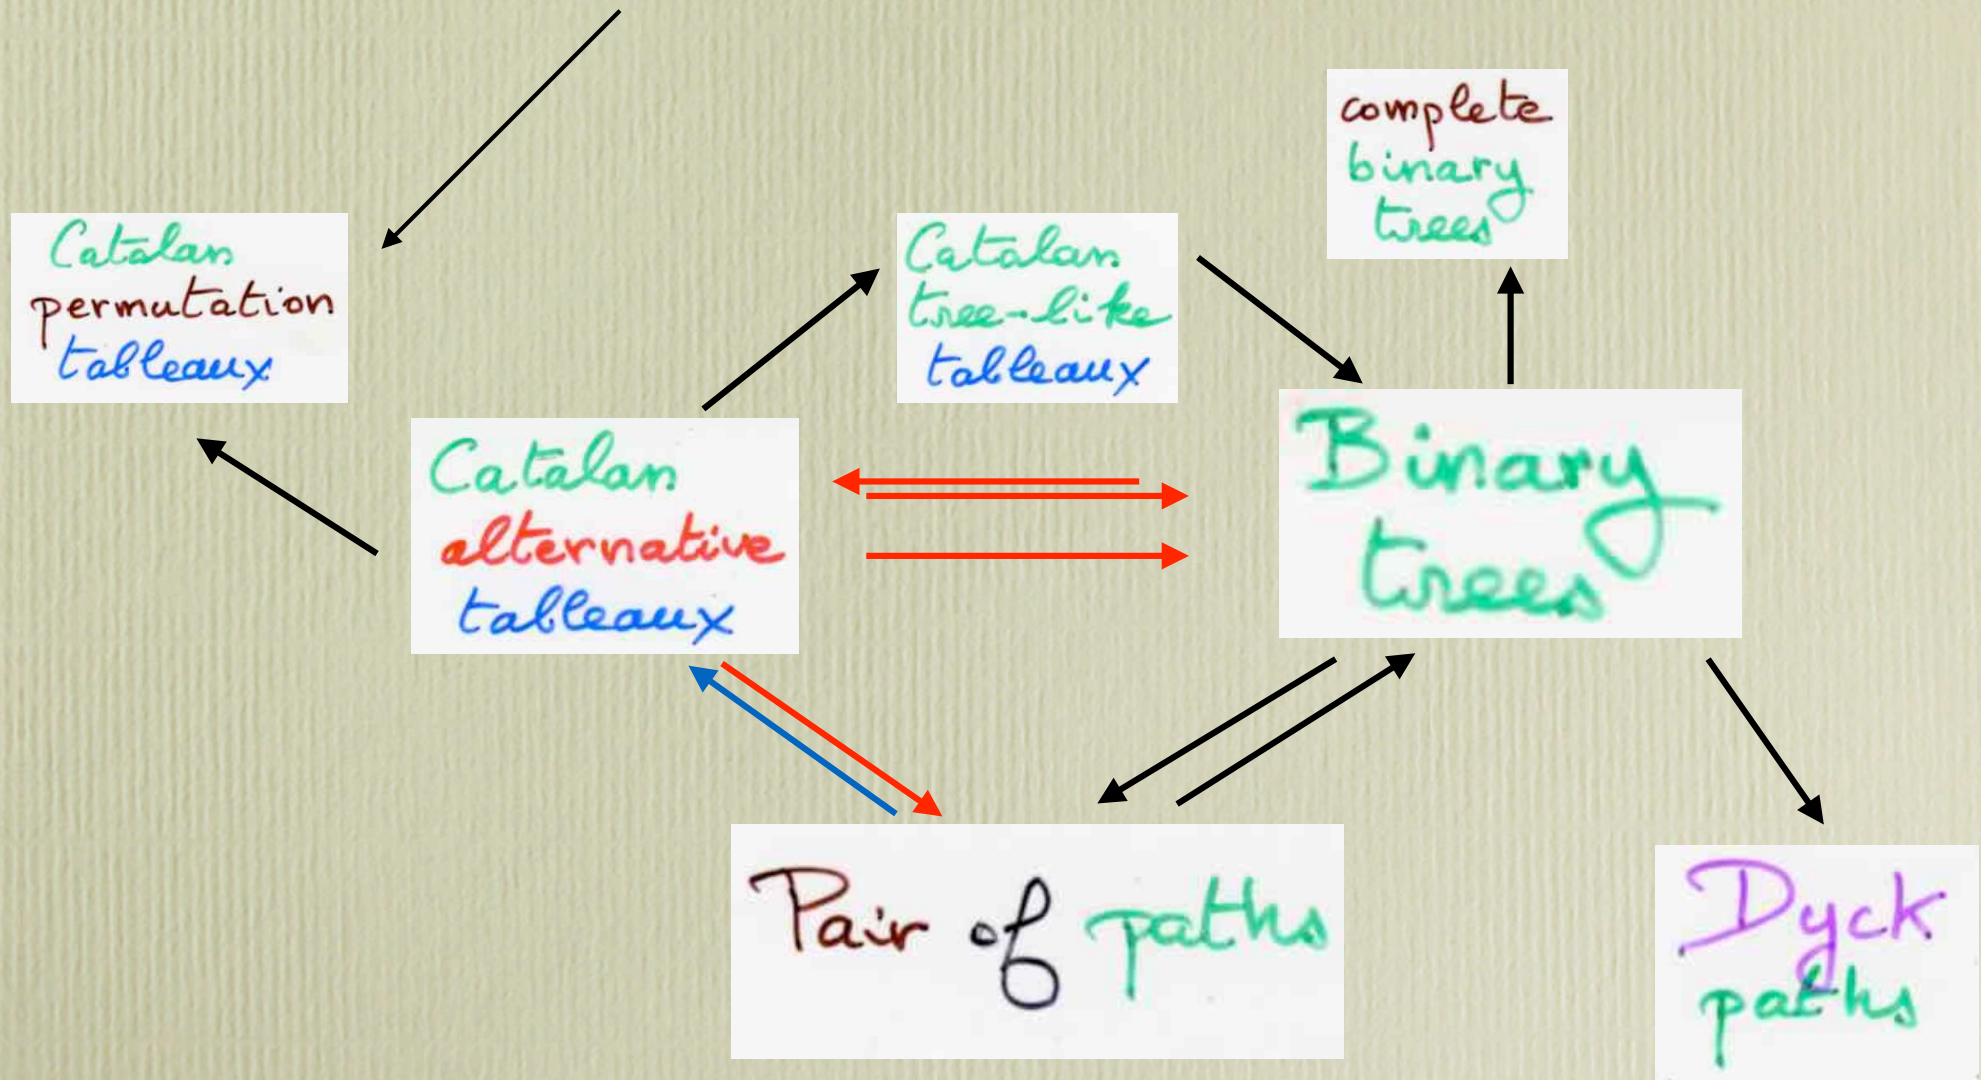 complete
binary
trees
Catalan
permutation
tableaux
Catalan
tree-like
tableaux
Catalan
alternative
tableaux
Binary
trees
Pair of paths
Dyck
paths